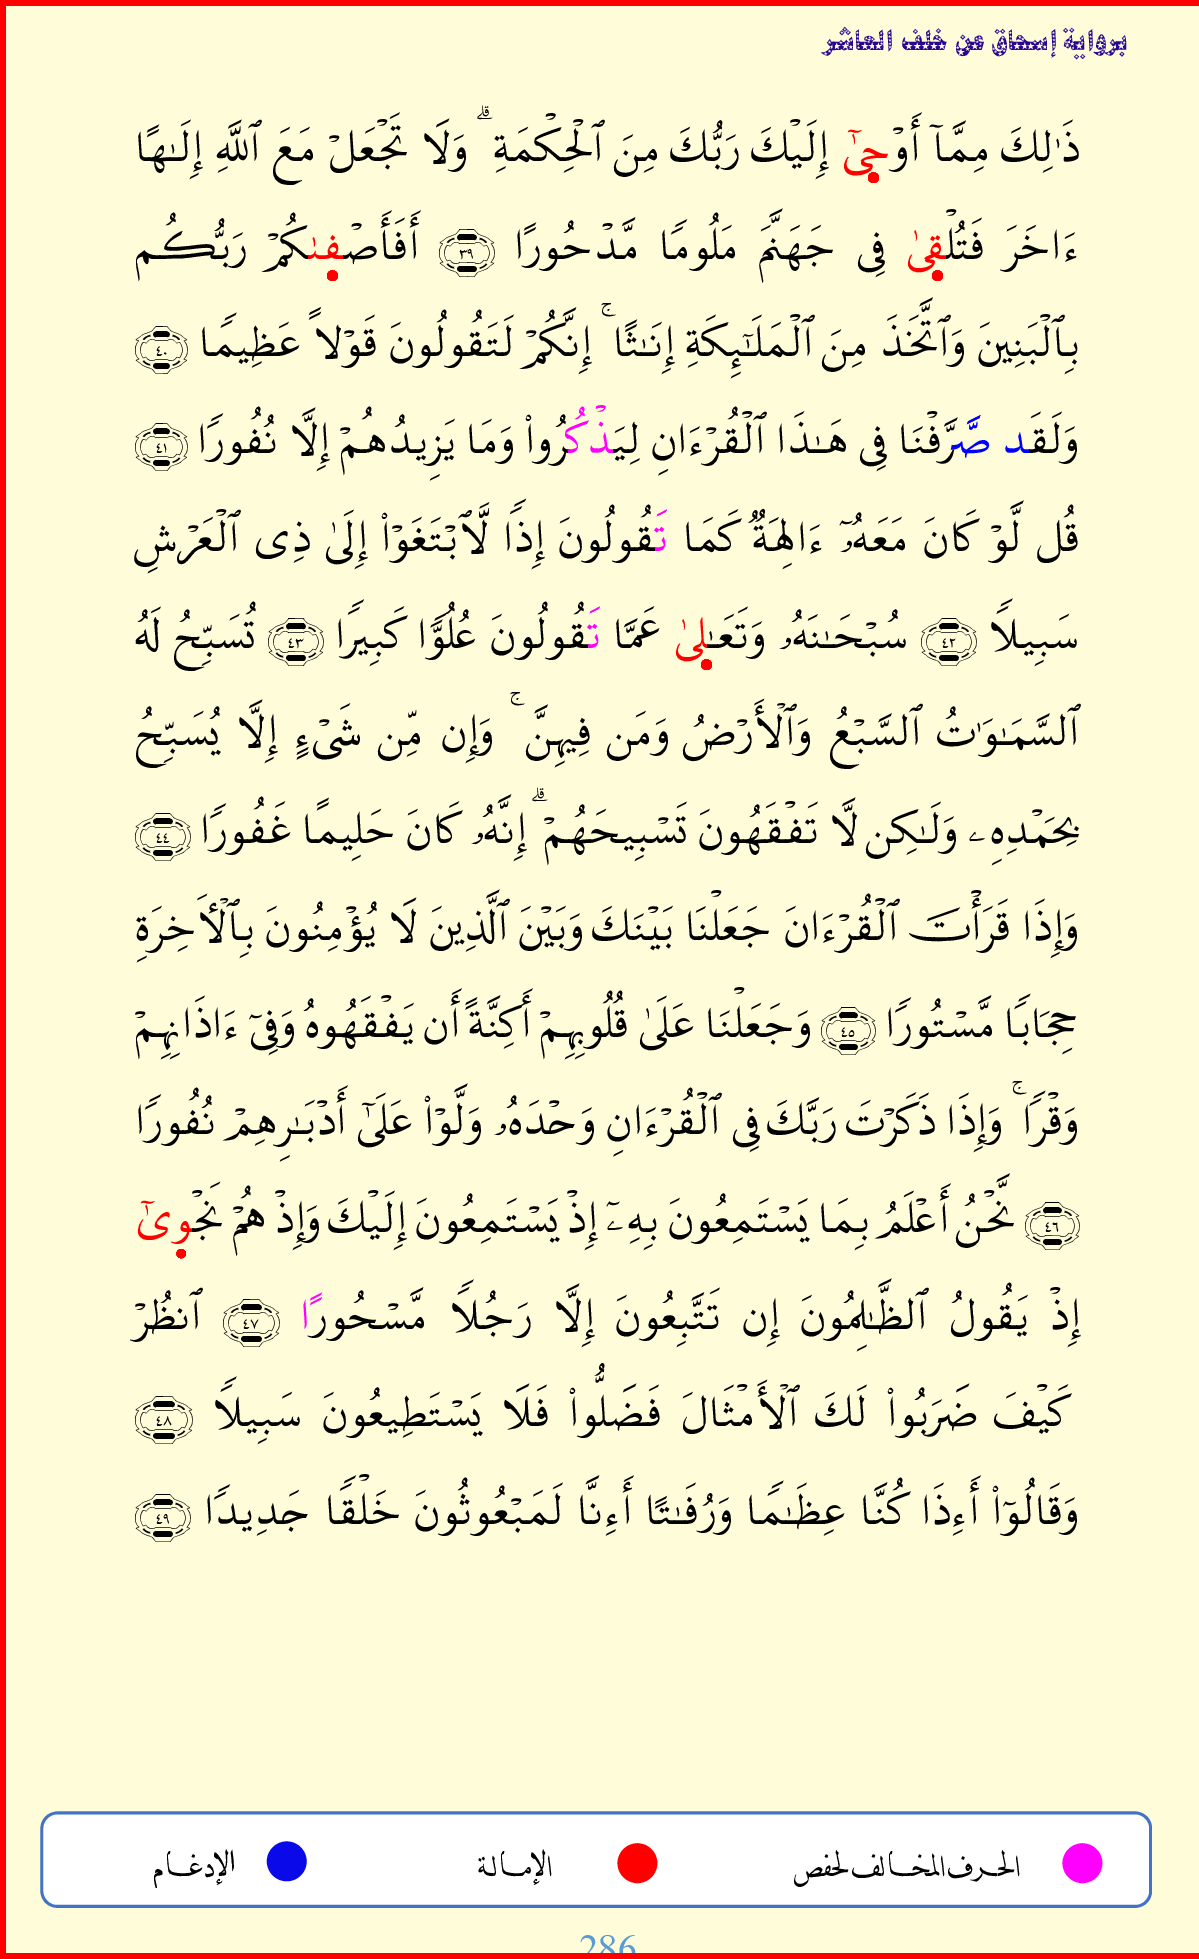 برواية إسحاق عن خلف العاشر
ذَٰلِكَ مِمَّآ أَوْحِىٰٓ إِلَيْكَ رَبُّكَ مِنَ ٱلْحِكْمَةِ ۗ وَلَا تَجْعَلْ مَعَ ٱللَّهِ إِلَـٰهًا
ءَاخَرَ فَتُلْقِىٰ فِى جَهَنَّمَ مَلُومًا مَّدْحُورًا ٣٩ أَفَأَصْفِىٰكُمْ رَبُّكُم
بِٱلْبَنِينَ وَٱتَّخَذَ مِنَ ٱلْمَلَـٰٓئِكَةِ إِنَـٰثًا ۚ إِنَّكُمْ لَتَقُولُونَ قَوْلاً عَظِيمًا ٤٠
وَلَقَد صَّرَّفْنَا فِى هَـٰذَا ٱلْقُرْءَانِ لِيَذْكُرُوا۟ وَمَا يَزِيدُهُمْ إِلَّا نُفُورًا ٤١
قُل لَّوْ كَانَ مَعَهُۥٓ ءَالِهَةٌ كَمَا تَقُولُونَ إِذًا لَّٱبْتَغَوْا۟ إِلَىٰ ذِى ٱلْعَرْشِ
سَبِيلاً ٤٢ سُبْحَـٰنَهُۥ وَتَعَـٰلِىٰ عَمَّا تَقُولُونَ عُلُوًّا كَبِيرًا ٤٣ تُسَبِّحُ لَهُ
ٱلسَّمَـٰوَٰتُ ٱلسَّبْعُ وَٱلْأَرْضُ وَمَن فِيهِنَّ ۚ وَإِن مِّن شَىْءٍ إِلَّا يُسَبِّحُ
بِحَمْدِهِۦ وَلَـٰكِن لَّا تَفْقَهُونَ تَسْبِيحَهُمْ ۗ إِنَّهُۥ كَانَ حَلِيمًا غَفُورًا ٤٤
وَإِذَا قَرَأْتَ ٱلْقُرْءَانَ جَعَلْنَا بَيْنَكَ وَبَيْنَ ٱلَّذِينَ لَا يُؤْمِنُونَ بِٱلْأَخِرَةِ
حِجَابًا مَّسْتُورًا ٤٥ وَجَعَلْنَا عَلَىٰ قُلُوبِهِمْ أَكِنَّةً أَن يَفْقَهُوهُ وَفِىٓ ءَاذَانِهِمْ
وَقْرًا ۚ وَإِذَا ذَكَرْتَ رَبَّكَ فِى ٱلْقُرْءَانِ وَحْدَهُۥ وَلَّوْا۟ عَلَىٰٓ أَدْبَـٰرِهِمْ نُفُورًا
٤٦ نَّحْنُ أَعْلَمُ بِمَا يَسْتَمِعُونَ بِهِۦٓ إِذْ يَسْتَمِعُونَ إِلَيْكَ وَإِذْ هُمْ نَجْوِىٰٓ
إِذْ يَقُولُ ٱلظَّـٰلِمُونَ إِن تَتَّبِعُونَ إِلَّا رَجُلاً مَّسْحُورًا ٤٧ ٱنظُرْ
كَيْفَ ضَرَبُوا۟ لَكَ ٱلْأَمْثَالَ فَضَلُّوا۟ فَلَا يَسْتَطِيعُونَ سَبِيلاً ٤٨
وَقَالُوٓا۟ أَءِذَا كُنَّا عِظَـٰمًا وَرُفَـٰتًا أَءِنَّا لَمَبْعُوثُونَ خَلْقًا جَدِيدًا ٤٩
الحرف المخالف لحفص الإمالة الإدغام
286